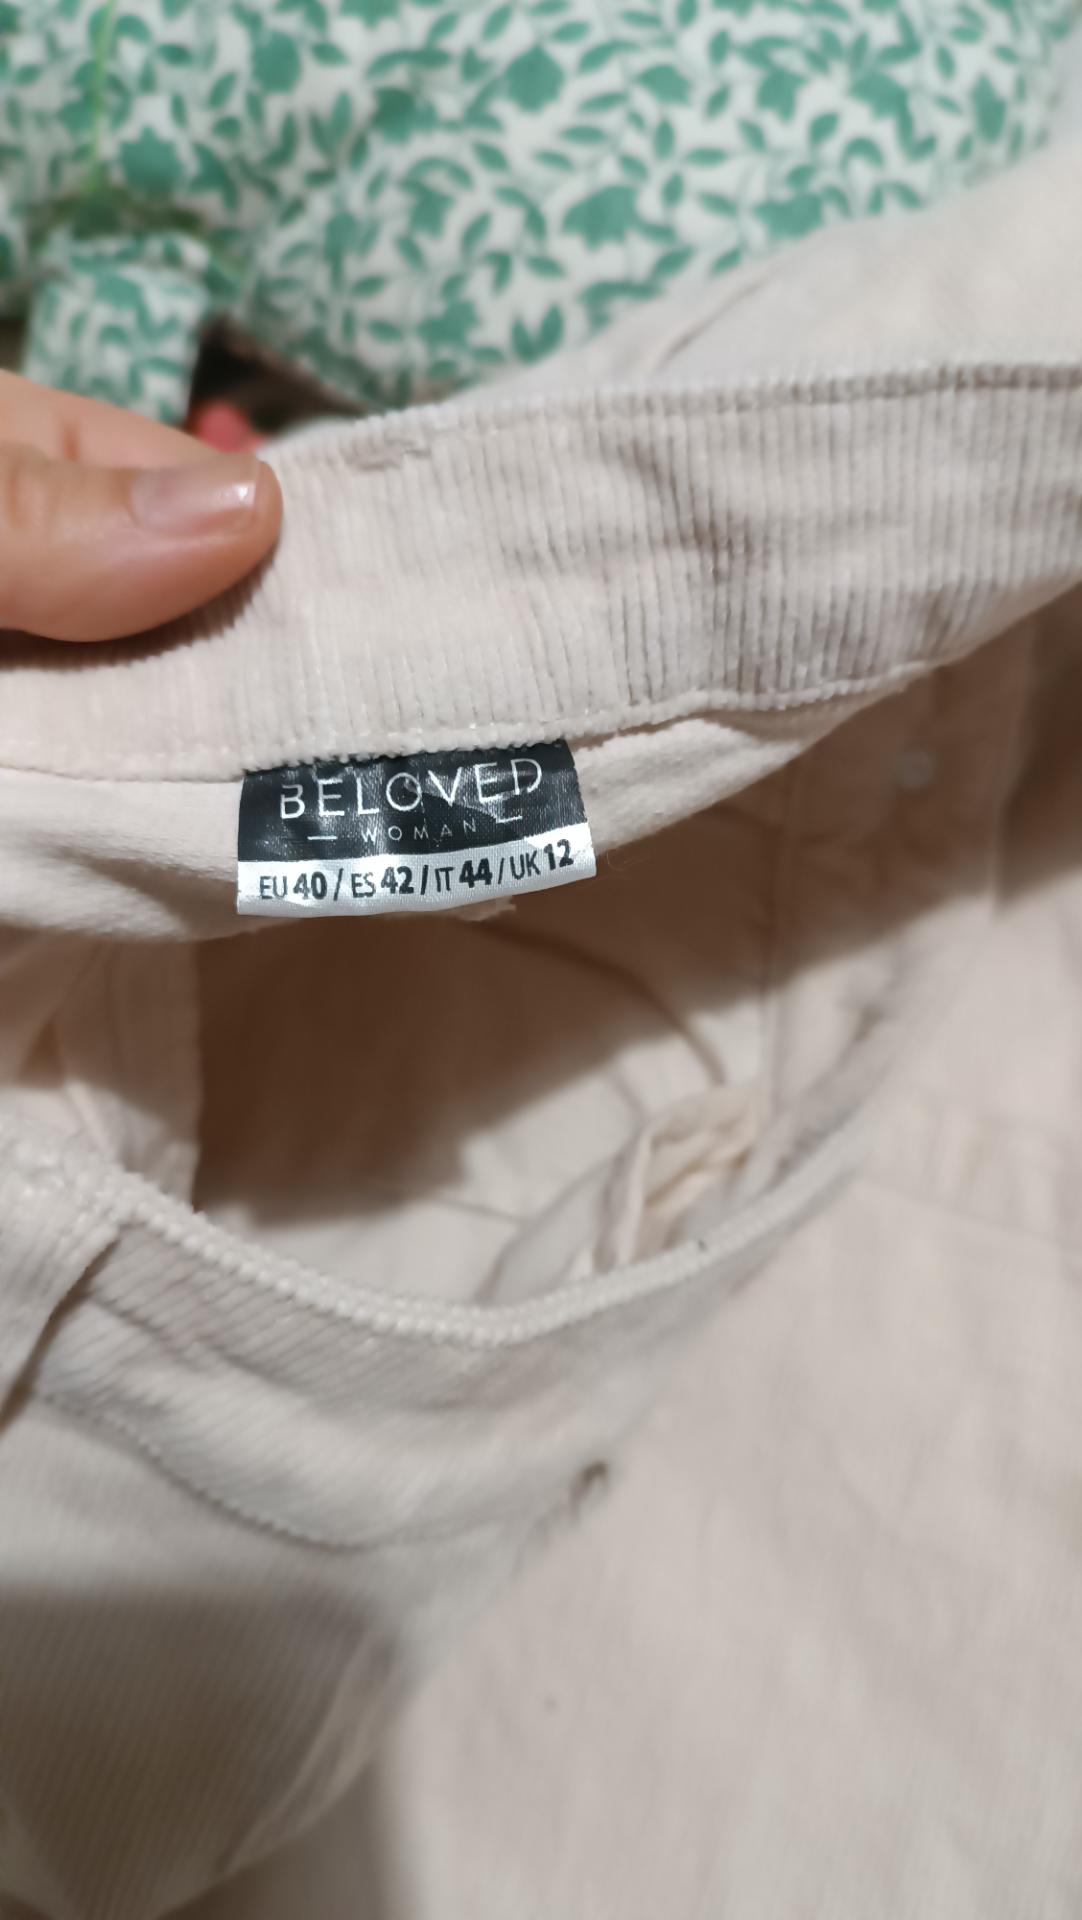 BELOVED
WOMAN
EU 40 / ES 42 / IT 44 / UK 12